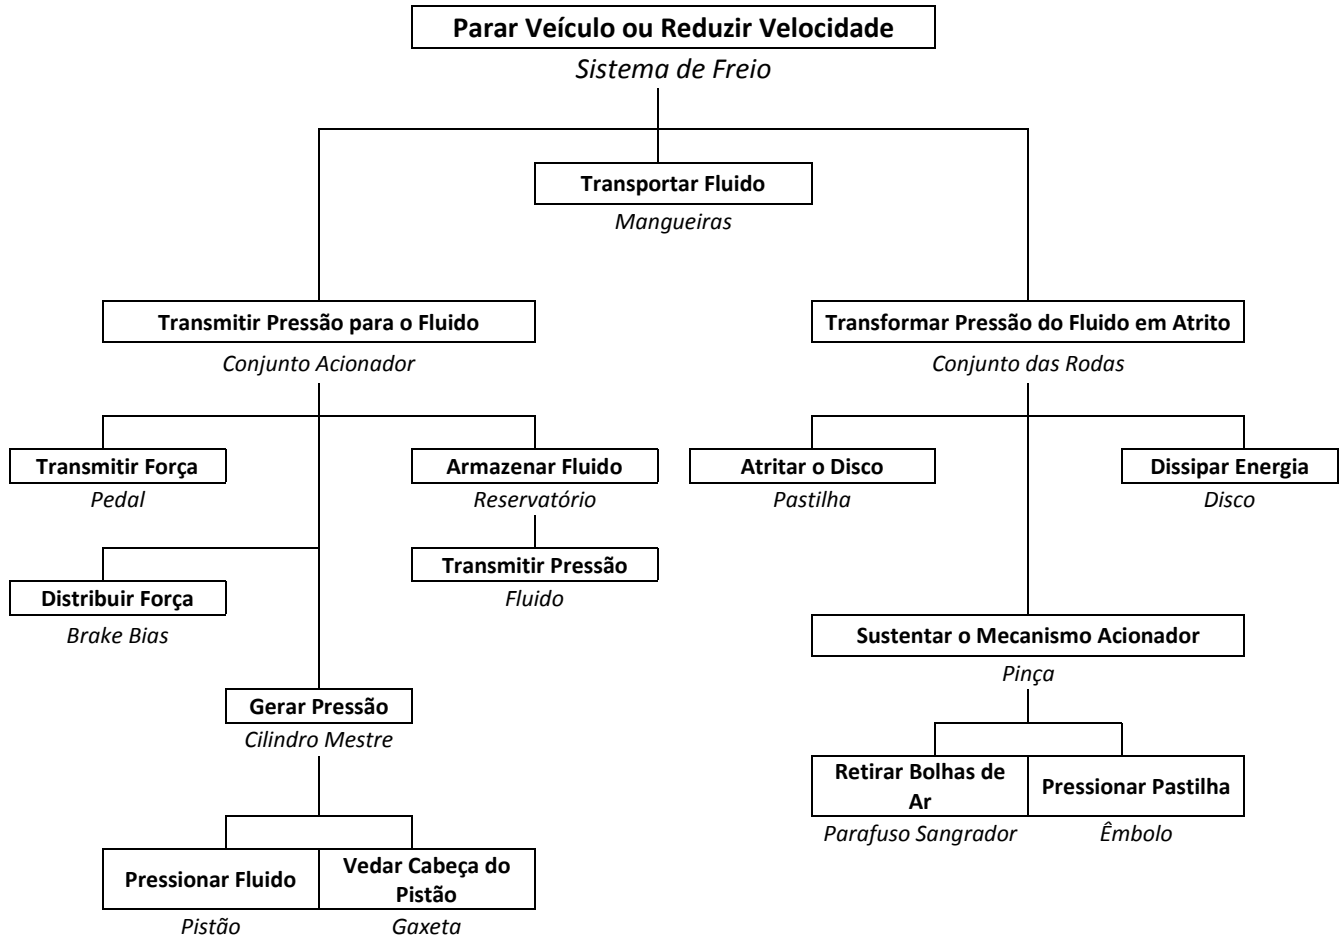 Parar Veículo ou Reduzir Velocidade
Sistema de Freio
Transportar Fluido
Mangueiras
Transmitir Pressão para o Fluido
Conjunto Acionador
Transformar Pressão do Fluido em Atrito
Conjunto das Rodas
Transmitir Força
Pedal
Armazenar Fluido
Reservatório
Atritar o Disco
Pastilha
Dissipar Energia
Disco
Distribuir Força
Brake Bias
Transmitir Pressão
Fluido
Sustentar o Mecanismo Acionador
Pinça
Gerar Pressão
Cilindro Mestre
Retirar Bolhas de
Ar
Parafuso Sangrador
Pressionar Pastilha
Êmbolo
Pressionar Fluido
Pistão
Vedar Cabeça do
Pistão
Gaxeta